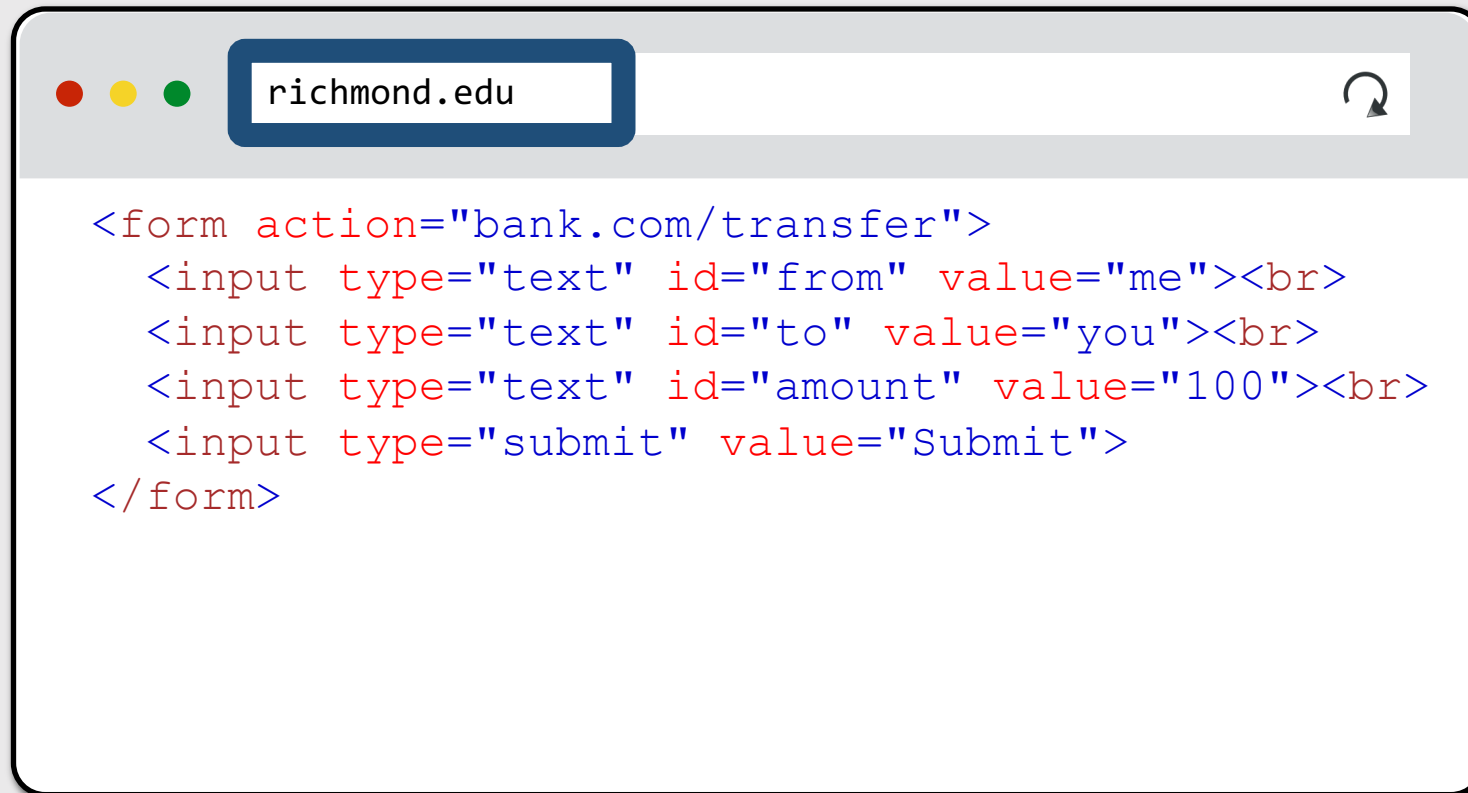 richmond.edu
<form action="bank.com/transfer">
<input type="text" id="from" value="me"><br>
<input type="text" id="to" value="you"><br>
<input type="text" id="amount" value="100"><br>
<input type="submit" value="Submit">
</form>